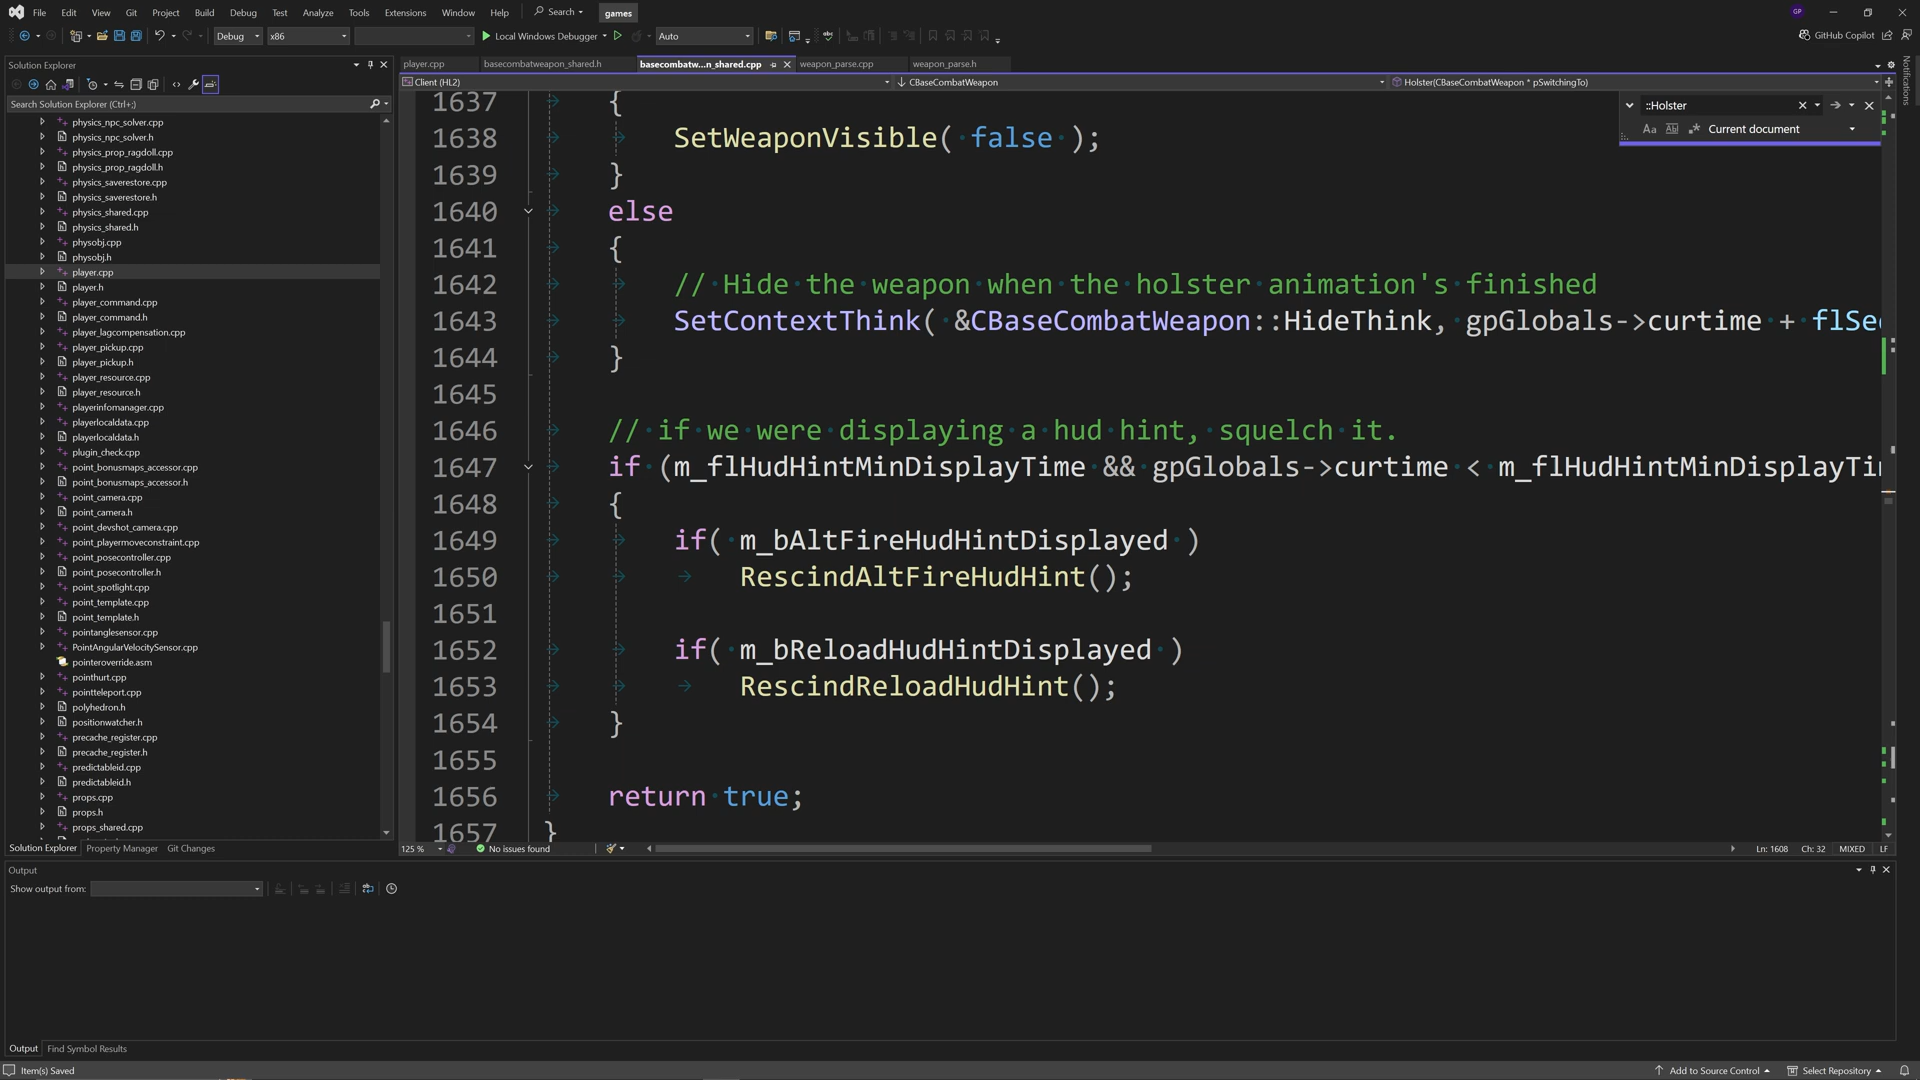 File Edit View Git Project Build Debug Test Analyze Tools Extensions Window Help Search games GP
Debug x86 Local Windows Debugger Auto GitHub Copilot
Solution Explorer
Search Solution Explorer (Ctrl+;)
physics_npc_solver.cpp
physics_npc_solver.h
physics_prop_ragdoll.cpp
physics_prop_ragdoll.h
physics_saverestore.cpp
physics_saverestore.h
physics_shared.cpp
physics_shared.h
physobj.cpp
physobj.h
player.cpp
player.h
player_command.cpp
player_command.h
player_lagcompensation.cpp
player_pickup.cpp
player_pickup.h
player_resource.cpp
player_resource.h
playerinfomanager.cpp
playerlocaldata.cpp
playerlocaldata.h
plugin_check.cpp
point_bonusmaps_accessor.cpp
point_bonusmaps_accessor.h
point_camera.cpp
point_camera.h
point_devshot_camera.cpp
point_playermoveconstraint.cpp
point_posecontroller.cpp
point_posecontroller.h
point_spotlight.cpp
point_template.cpp
point_template.h
pointanglesensor.cpp
PointAngularVelocitySensor.cpp
pointeroverride.asm
pointhurt.cpp
pointteleport.cpp
polyhedron.h
positionwatcher.h
precache_register.cpp
precache_register.h
predictableid.cpp
predictableid.h
props.cpp
props.h
props_shared.cpp
Solution Explorer Property Manager Git Changes
player.cpp basecombatweapon_shared.h basecombatw...n_shared.cpp weapon_parse.cpp weapon_parse.h
Client (HL2) CBaseCombatWeapon Holster(CBaseCombatWeapon * pSwitchingTo)
::Holster
Aa Ab Current document
Notifications
1637 {
1638 SetWeaponVisible( false );
1639 }
1640 else
1641 {
1642 // Hide the weapon when the holster animation's finished
1643 SetContextThink( &CBaseCombatWeapon::HideThink, gpGlobals->curtime + flSe
1644 }
1645
1646 // if we were displaying a hud hint, squelch it.
1647 if (m_flHudHintMinDisplayTime && gpGlobals->curtime < m_flHudHintMinDisplayTi
1648 {
1649 if( m_bAltFireHudHintDisplayed )
1650 RescindAltFireHudHint();
1651
1652 if( m_bReloadHudHintDisplayed )
1653 RescindReloadHudHint();
1654 }
1655
1656 return true;
1657 }
125 % No issues found Ln: 1608 Ch: 32 MIXED LF
Output
Show output from:
Output Find Symbol Results
Item(s) Saved Add to Source Control Select Repository